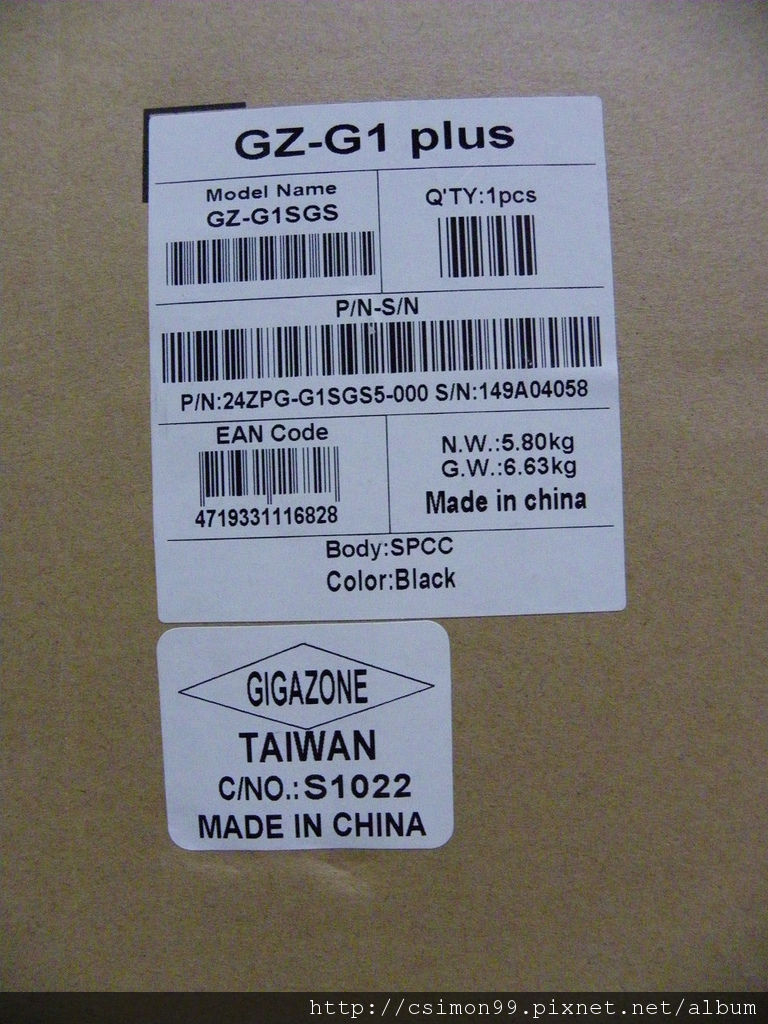 GZ-G1 plus
Model Name
GZ-G1SGS
Q'TY:1pcs
P/N-S/N
P/N:24ZPG-G1SGS5-000 S/N:149A04058
EAN Code
4719331116828
N.W.:5.80kg
G.W.:6.63kg
Made in china
Body:SPCC
Color:Black
GIGAZONE
TAIWAN
C/NO.:S1022
MADE IN CHINA
http://csimon99.pixnet.net/album